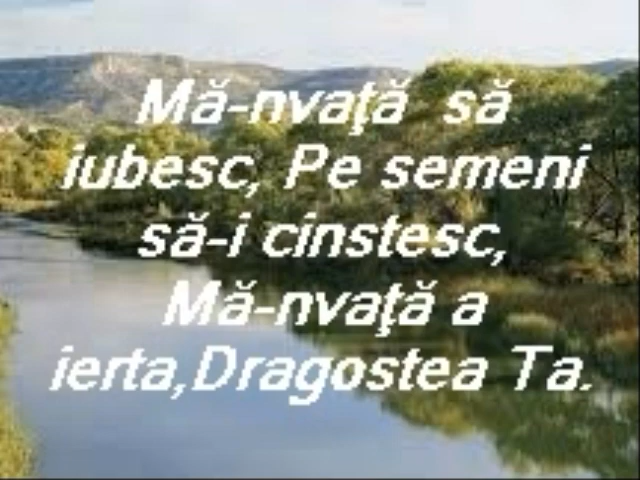 Mă-nvaţă să
iubesc, Pe semeni
să-i cinstesc,
Mă-nvaţă a
ierta,Dragostea Ta.